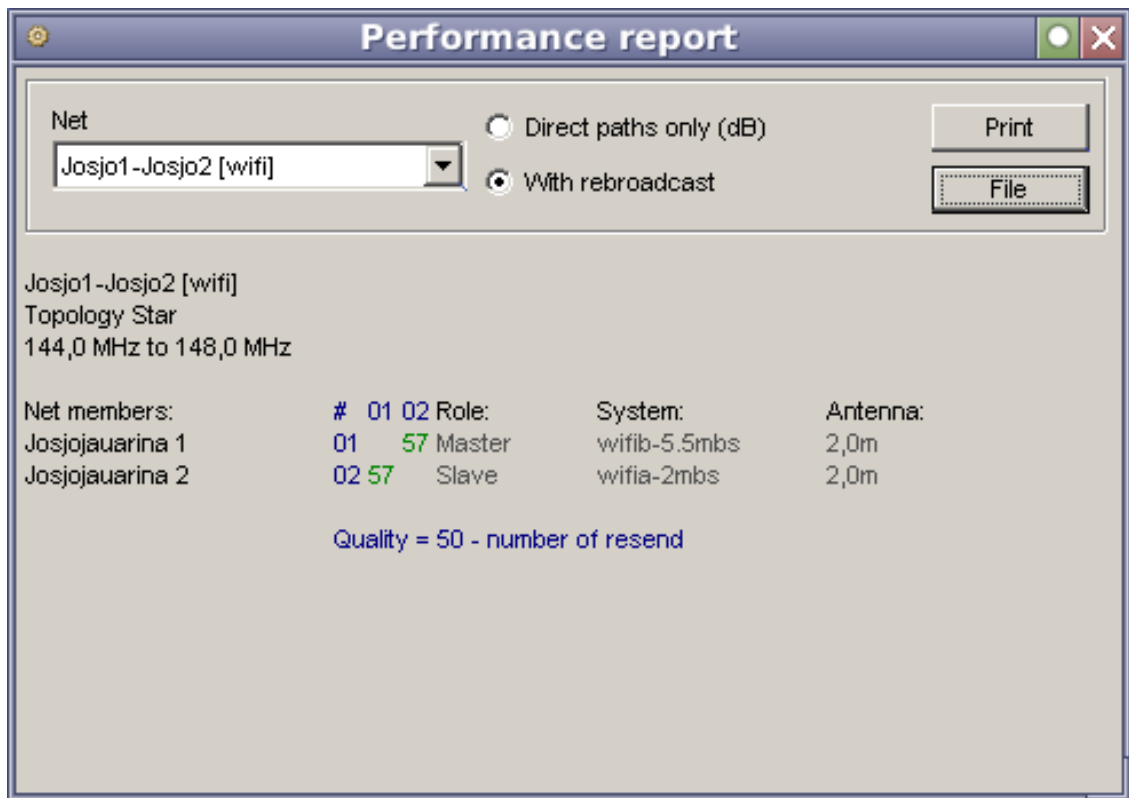 Performance report
Net
Josjo1-Josjo2 [wifi]
Direct paths only (dB)
With rebroadcast
Print
File
Josjo1-Josjo2 [wifi]
Topology Star
144,0 MHz to 148,0 MHz
Net members: # 01 02 Role: System: Antenna:
Josjojauarina 1 01 57 Master wifib-5.5mbs 2,0m
Josjojauarina 2 02 57 Slave wifia-2mbs 2,0m
Quality = 50 - number of resend